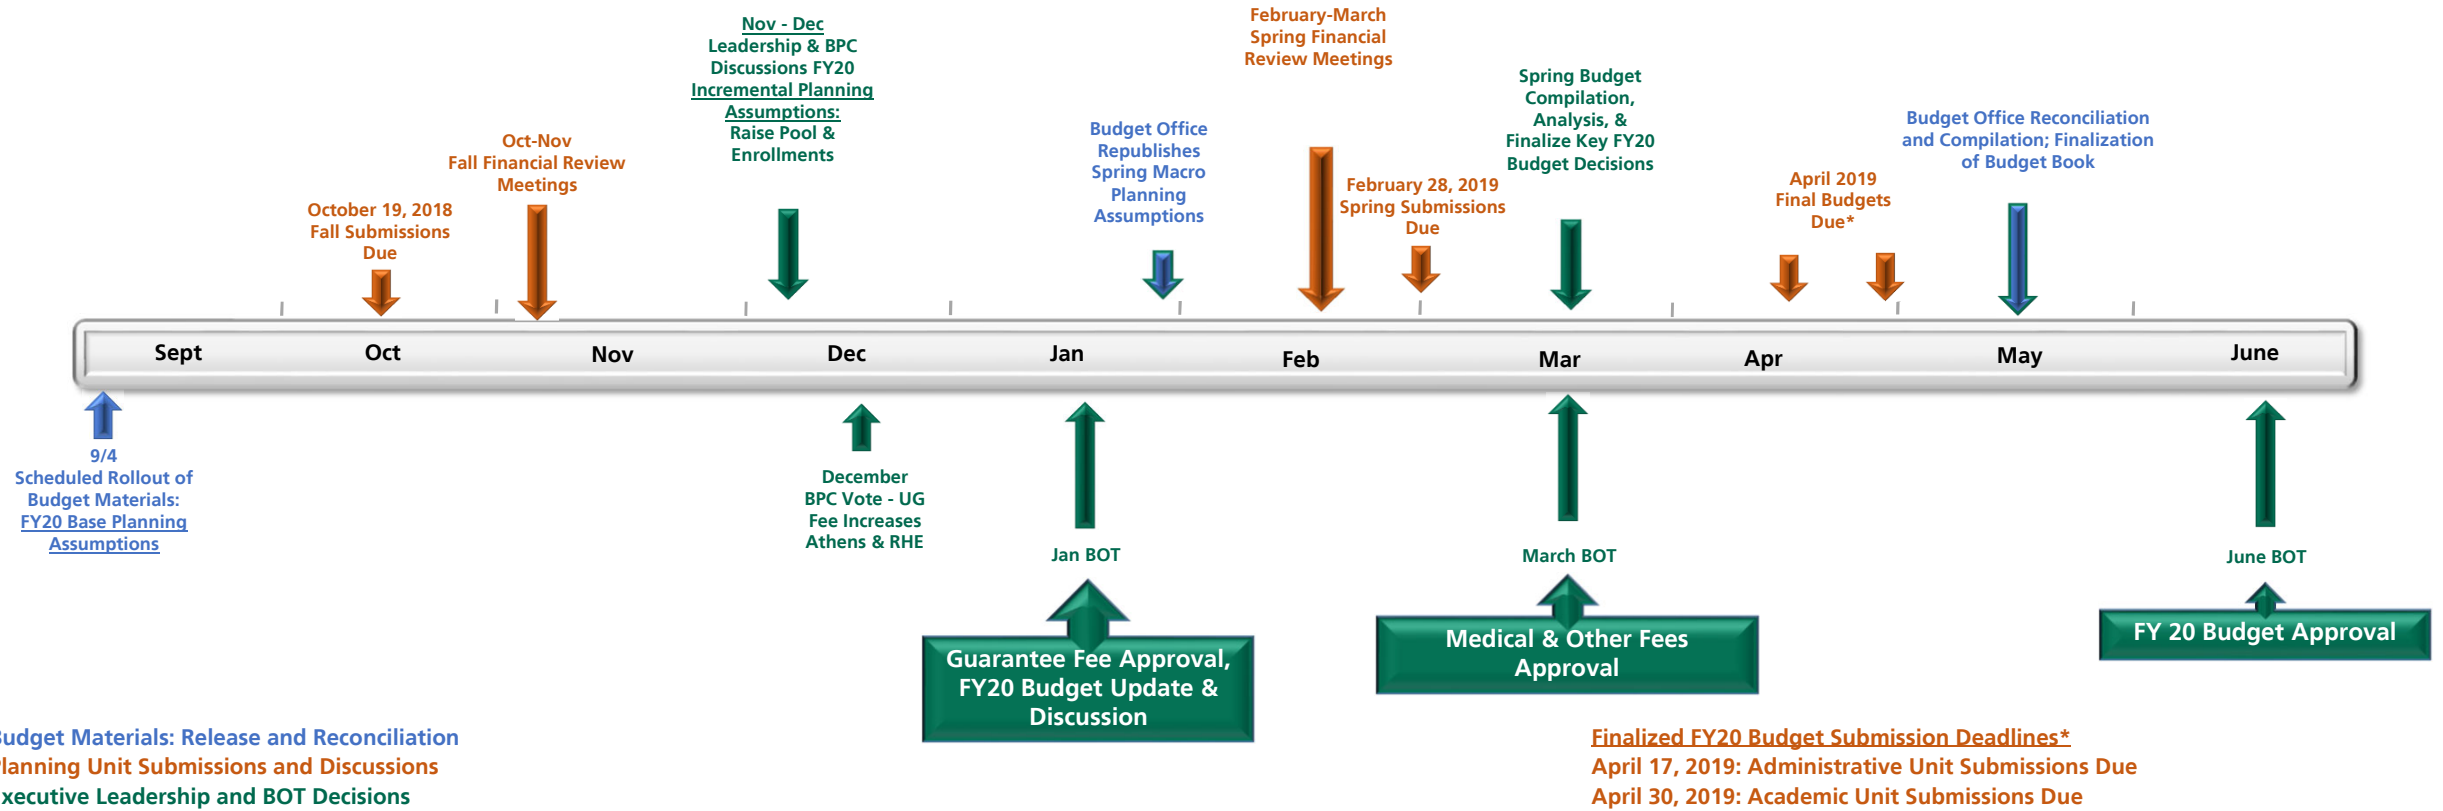 Nov - Dec
Leadership & BPC
Discussions FY20
Incremental Planning
Assumptions:
Raise Pool &
Enrollments
February-March
Spring Financial
Review Meetings
Oct-Nov
Fall Financial Review
Meetings
October 19, 2018
Fall Submissions
Due
Budget Office
Republishes
Spring Macro
Planning
Assumptions
February 28, 2019
Spring Submissions
Due
Spring Budget
Compilation,
Analysis, &
Finalize Key FY20
Budget Decisions
April 2019
Final Budgets
Due*
Budget Office Reconciliation
and Compilation; Finalization
of Budget Book
Sept
Oct
Nov
Dec
Jan
Feb
Mar
Apr
May
June
9/4
Scheduled Rollout of
Budget Materials:
FY20 Base Planning
Assumptions
December
BPC Vote - UG
Fee Increases
Athens & RHE
Jan BOT
Guarantee Fee Approval,
FY20 Budget Update &
Discussion
March BOT
Medical & Other Fees
Approval
June BOT
FY 20 Budget Approval
Budget Materials: Release and Reconciliation
Planning Unit Submissions and Discussions
Executive Leadership and BOT Decisions
Finalized FY20 Budget Submission Deadlines*
April 17, 2019: Administrative Unit Submissions Due
April 30, 2019: Academic Unit Submissions Due